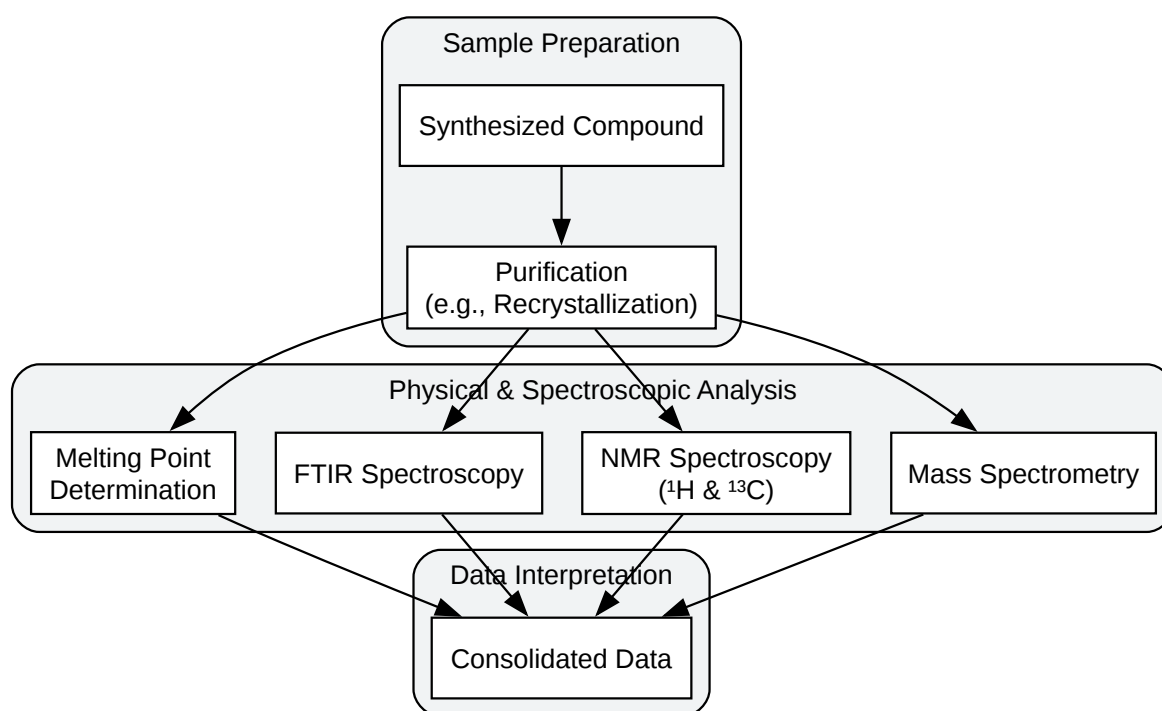 Sample Preparation
Synthesized Compound
Purification
(e.g., Recrystallization)
Physical & Spectroscopic Analysis
Melting Point
Determination
FTIR Spectroscopy
NMR Spectroscopy
(¹H & ¹³C)
Mass Spectrometry
Data Interpretation
Consolidated Data